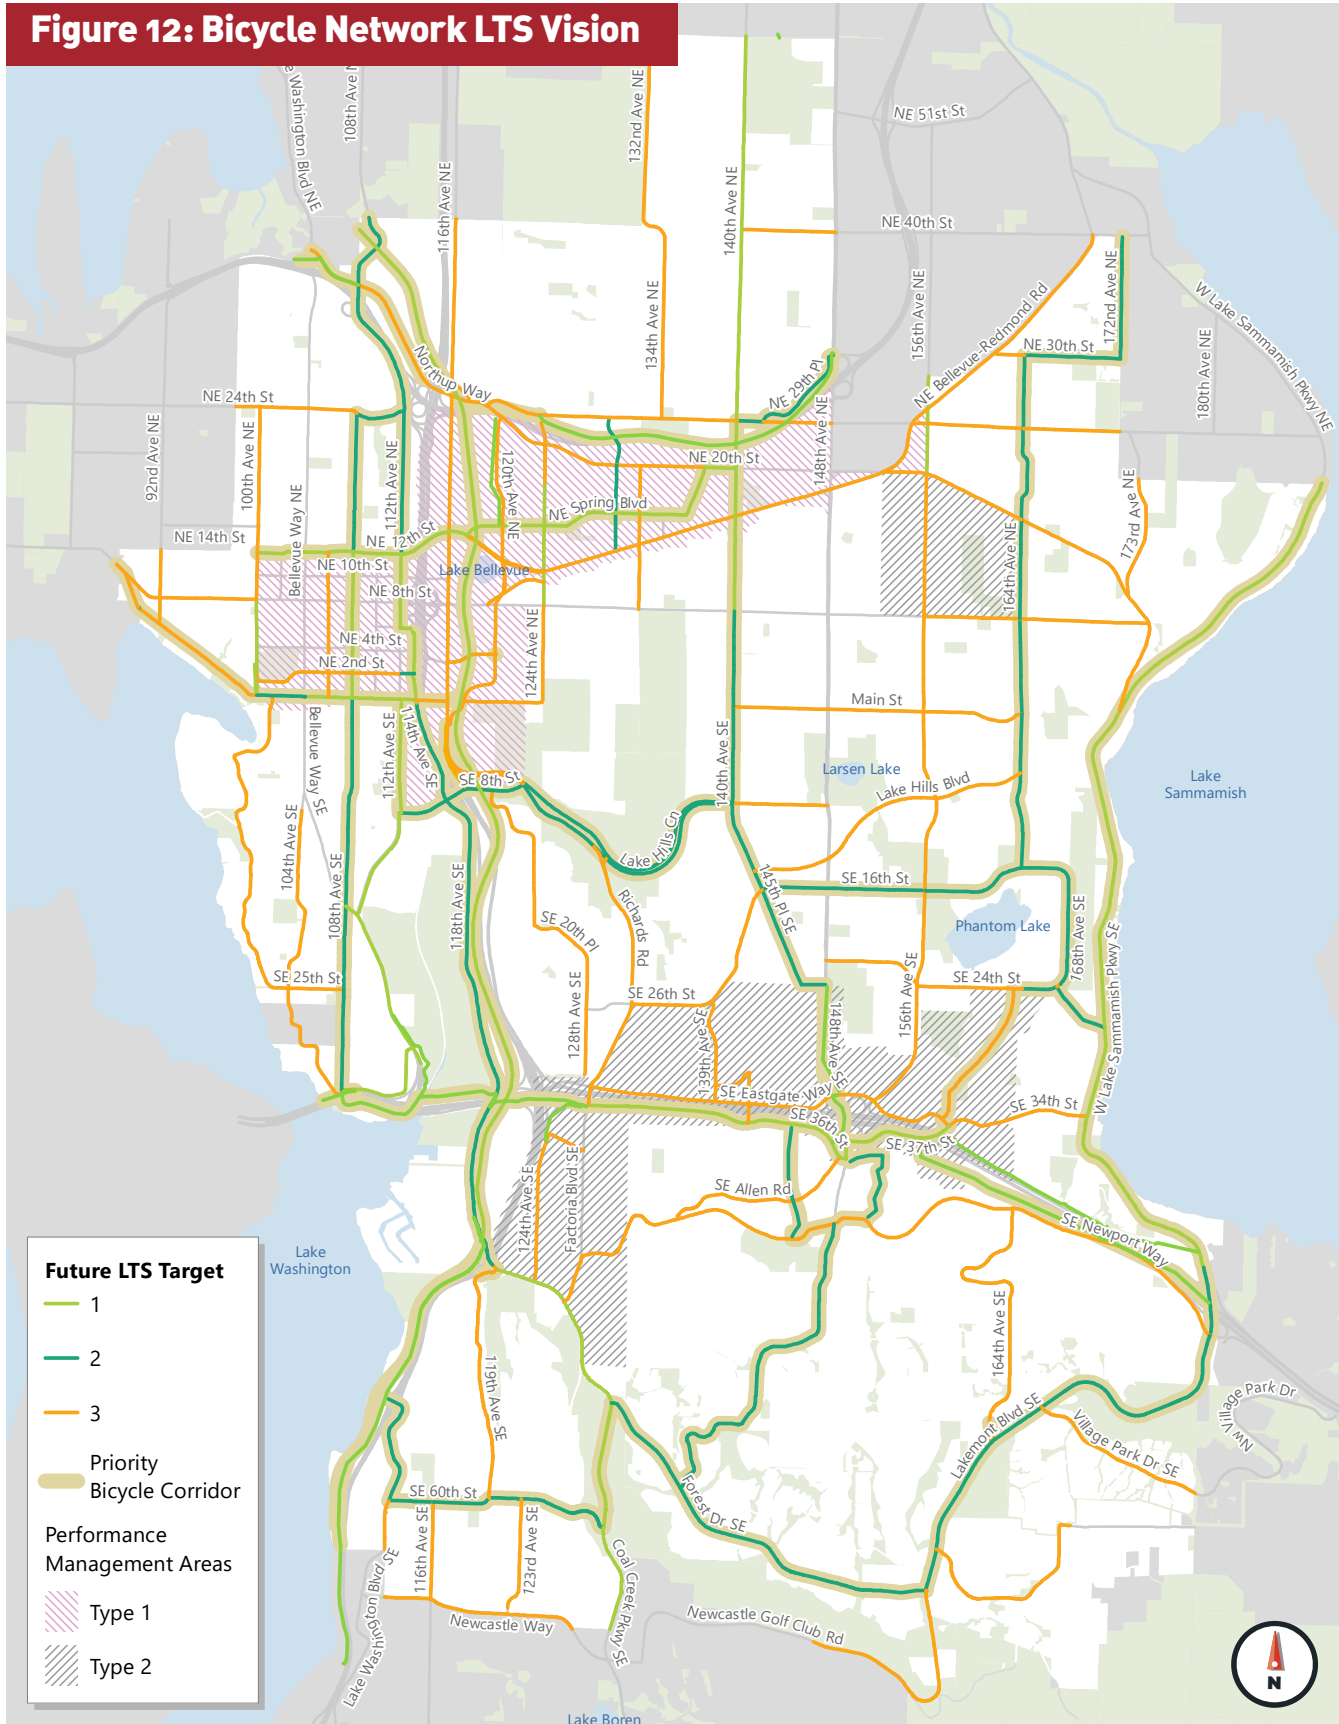 Figure 12: Bicycle Network LTS Vision
e Washington Blvd NE
108th Ave N
116th Ave NE
132nd Ave NE
140th Ave NE
NE 51st St
NE 40th St
134th Ave NE
156th Ave NE
NE Bellevue-Redmond Rd
172nd Ave NE
W Lake Sammamish Pkwy NE
180th Ave NE
NE 30th St
Northup Way
NE 29th Pl
NE 24th St
92nd Ave NE
100th Ave NE
Bellevue Way NE
112th Ave NE
120th Ave NE
NE 20th St
148th Ave NE
NE Spring Blvd
NE 14th St
NE 12th St
NE 10th St
Lake Bellevue
NE 8th St
164th Ave NE
173rd Ave NE
NE 4th St
NE 2nd St
124th Ave NE
Main St
Bellevue Way SE
112th Ave SE
114th Ave SE
SE 8th St
140th Ave SE
Larsen Lake
Lake Hills Blvd
Lake
Sammamish
104th Ave SE
108th Ave SE
118th Ave SE
Lake Hills Cn
Richards Rd
145th Pl SE
SE 16th St
Phantom Lake
168th Ave SE
SE 20th Pl
SE 25th St
128th Ave SE
SE 26th St
139th Ave SE
148th Ave SE
156th Ave SE
SE 24th St
W Lake Sammamish Pkwy SE
SE Eastgate Way
SE 36th St
SE 37th St
SE 34th St
124th Ave SE
Factoria Blvd SE
SE Allen Rd
SE Newport Way
Lake
Washington
164th Ave SE
119th Ave SE
Lakemont Blvd SE
Village Park Dr SE
Village Park Dr
NW Village
SE 60th St
116th Ave SE
123rd Ave SE
Forest Dr SE
Coal Creek Pkwy SE
Newcastle Way
Newcastle Golf Club Rd
Lake Washington Blvd SE
Lake Boren
Future LTS Target
1
2
3
Priority
Bicycle Corridor
Performance
Management Areas
Type 1
Type 2
N